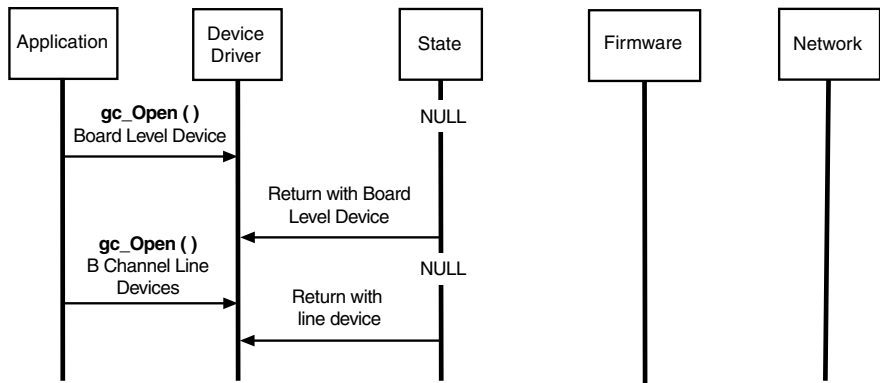 Application
Device
Driver
State
Firmware
Network
gc_Open ( )
Board Level Device
NULL
Return with Board
Level Device
gc_Open ( )
B Channel Line
Devices
NULL
Return with
line device